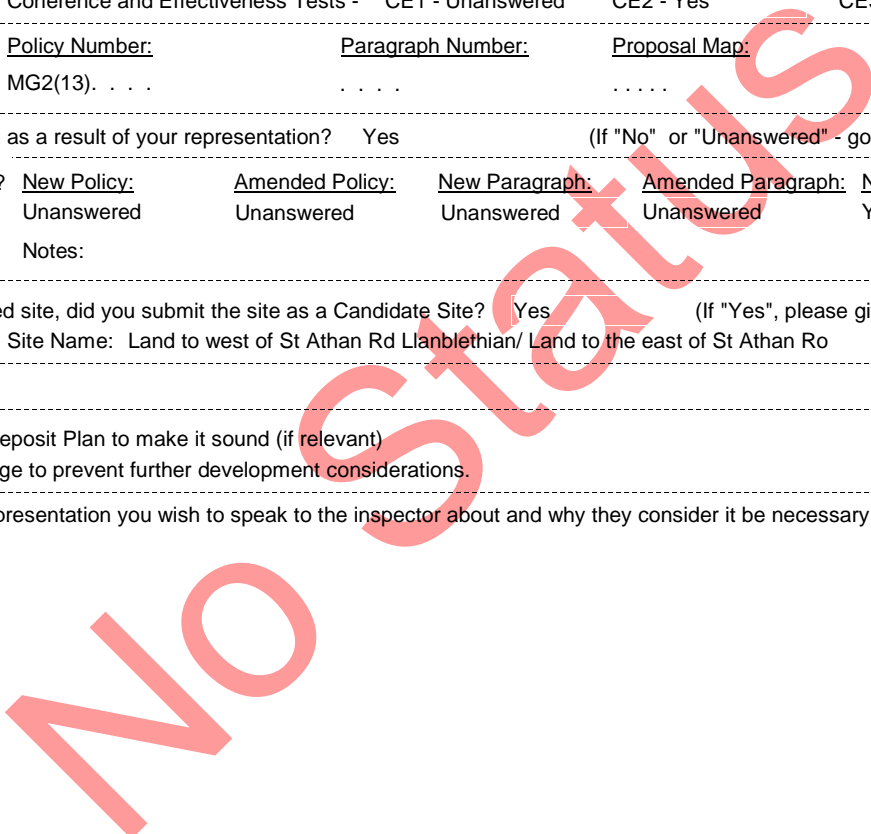 Coherence and Effectiveness Tests - CE1 - Unanswered CE2 - Yes
Policy Number: Paragraph Number: Proposal Map:
MG2(13). . . . . . . . . . . . .
as a result of your representation? Yes (If "No" or "Unanswered" - go
? New Policy: Amended Policy: New Paragraph: Amended Paragraph:
Unanswered Unanswered Unanswered Unanswered
Notes:
ed site, did you submit the site as a Candidate Site? Yes (If "Yes", please gi
Site Name: Land to west of St Athan Rd Llanblethian/ Land to the east of St Athan Ro
eposit Plan to make it sound (if relevant)
ge to prevent further development considerations.
presentation you wish to speak to the inspector about and why they consider it be necessary
No Status